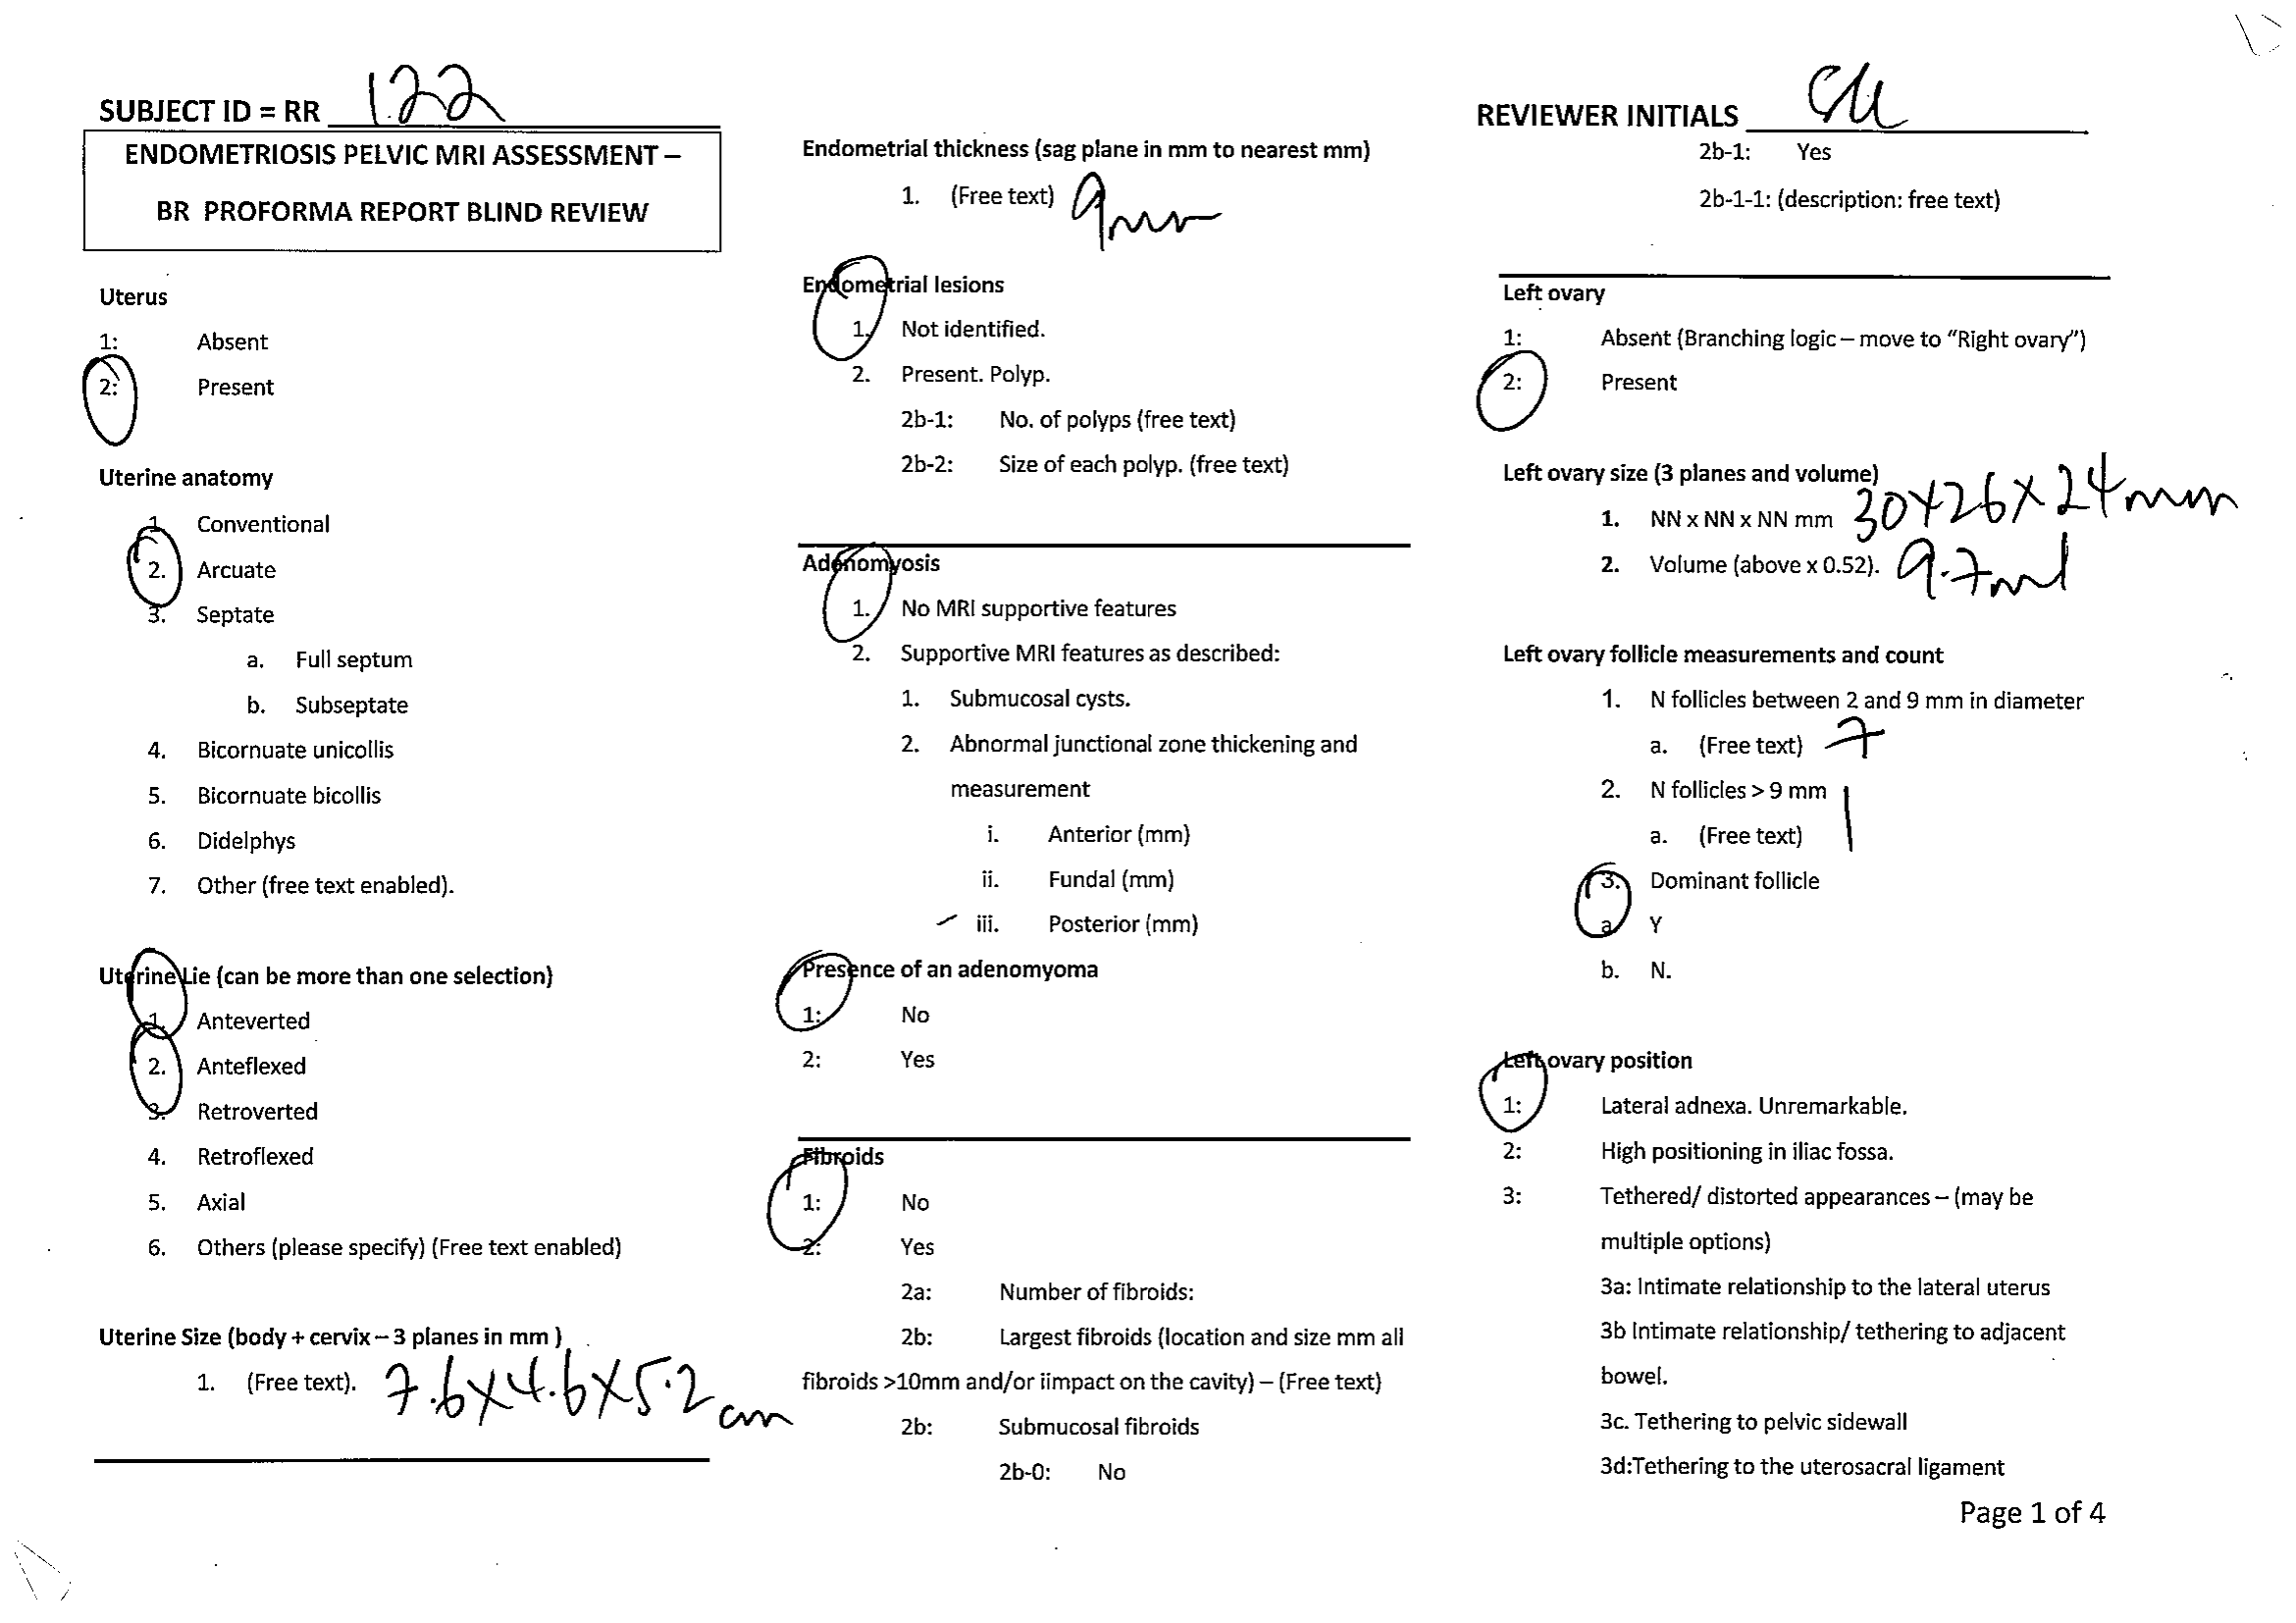 SUBJECT ID = RR 122
ENDOMETRIOSIS PELVIC MRI ASSESSMENT –
BR PROFORMA REPORT BLIND REVIEW
Uterus
1: Absent
2: Present
Uterine anatomy
1. Conventional
2. Arcuate
3. Septate
a. Full septum
b. Subseptate
4. Bicornuate unicollis
5. Bicornuate bicollis
6. Didelphys
7. Other (free text enabled).
Uterine Lie (can be more than one selection)
1. Anteverted
2. Anteflexed
3. Retroverted
4. Retroflexed
5. Axial
6. Others (please specify) (Free text enabled)
Uterine Size (body + cervix – 3 planes in mm )
1. (Free text). 7.6x4.6x5.2 cm
Endometrial thickness (sag plane in mm to nearest mm)
1. (Free text) 9mm
Endometrial lesions
1. Not identified.
2. Present. Polyp.
2b-1: No. of polyps (free text)
2b-2: Size of each polyp. (free text)
Adenomyosis
1. No MRI supportive features
2. Supportive MRI features as described:
1. Submucosal cysts.
2. Abnormal junctional zone thickening and
measurement
i. Anterior (mm)
ii. Fundal (mm)
iii. Posterior (mm)
Presence of an adenomyoma
1: No
2: Yes
Fibroids
1: No
2: Yes
2a: Number of fibroids:
2b: Largest fibroids (location and size mm all
fibroids >10mm and/or iimpact on the cavity) – (Free text)
2b: Submucosal fibroids
2b-0: No
REVIEWER INITIALS
2b-1: Yes
2b-1-1: (description: free text)
Left ovary
1: Absent (Branching logic – move to “Right ovary”)
2: Present
Left ovary size (3 planes and volume)
1. NN x NN x NN mm 30x26x24mm
2. Volume (above x 0.52). 9.7ml
Left ovary follicle measurements and count
1. N follicles between 2 and 9 mm in diameter
a. (Free text) 7
2. N follicles > 9 mm
a. (Free text) 1
3. Dominant follicle
a Y
b. N.
Left ovary position
1: Lateral adnexa. Unremarkable.
2: High positioning in iliac fossa.
3: Tethered/ distorted appearances – (may be
multiple options)
3a: Intimate relationship to the lateral uterus
3b Intimate relationship/ tethering to adjacent
bowel.
3c. Tethering to pelvic sidewall
3d:Tethering to the uterosacral ligament
Page 1 of 4